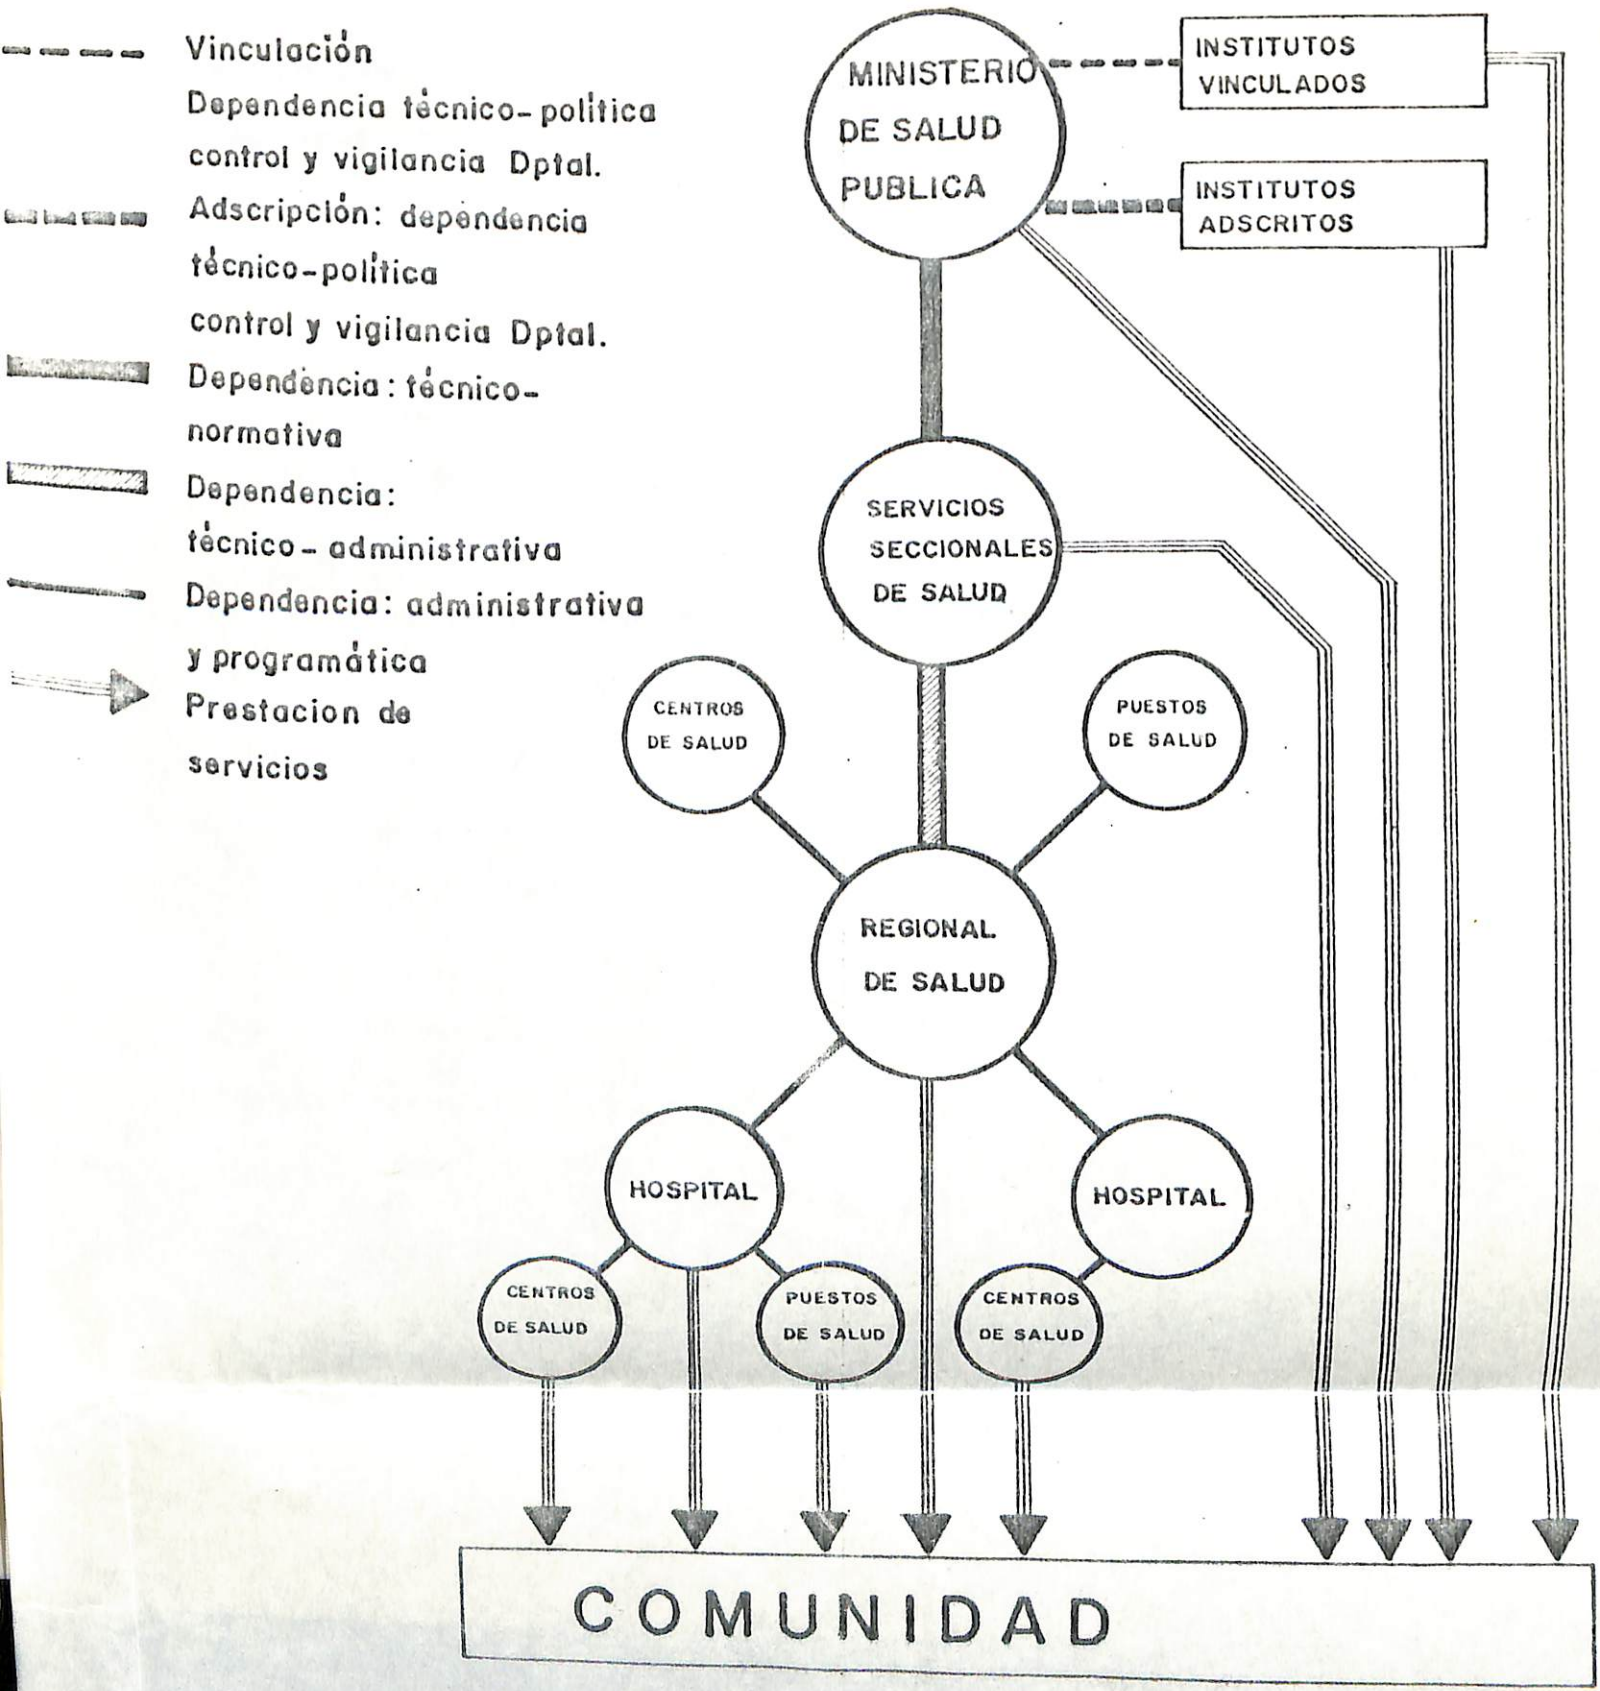 Vinculación
Dependencia técnico-política
control y vigilancia Dptal.
Adscripción: dependencia
técnico-política
control y vigilancia Dptal.
Dependencia: técnico-
normativa
Dependencia:
técnico-administrativa
Dependencia: administrativa
y programática
Prestacion de
servicios
MINISTERIO
DE SALUD
PUBLICA
INSTITUTOS
VINCULADOS
INSTITUTOS
ADSCRITOS
SERVICIOS
SECCIONALES
DE SALUD
CENTROS
DE SALUD
PUESTOS
DE SALUD
REGIONAL
DE SALUD
HOSPITAL
HOSPITAL
CENTROS
DE SALUD
PUESTOS
DE SALUD
CENTROS
DE SALUD
COMUNIDAD